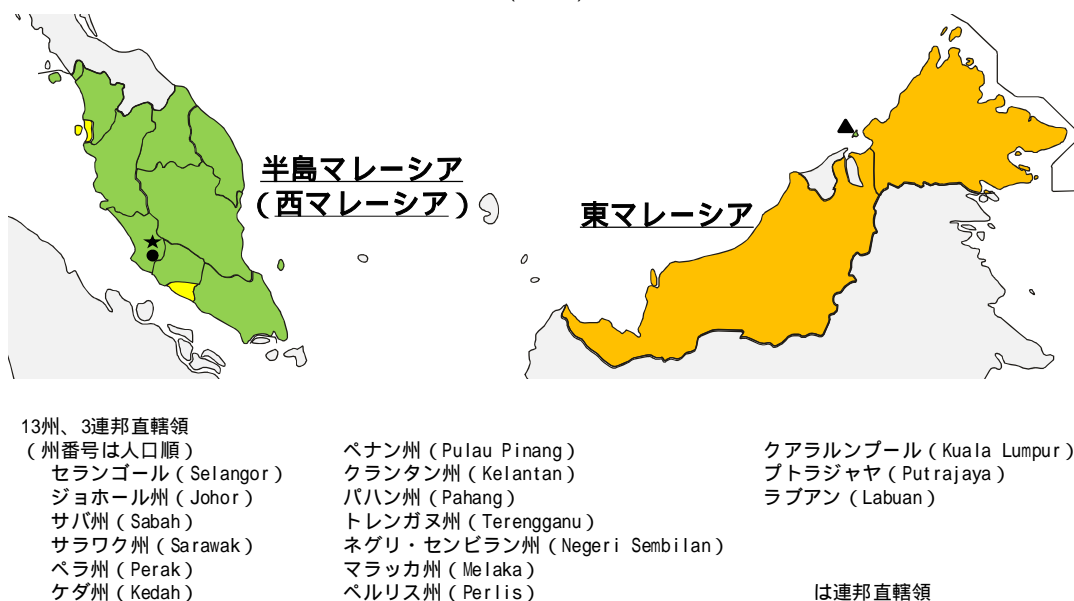 半島マレーシア
（西マレーシア）
東マレーシア
13州、3連邦直轄領
（州番号は人口順）
セランゴール（Selangor）
ジョホール州（Johor）
サバ州（Sabah）
サラワク州（Sarawak）
ペラ州（Perak）
ケダ州（Kedah）
ペナン州（Pulau Pinang）
クランタン州（Kelantan）
パハン州（Pahang）
トレンガヌ州（Terengganu）
ネグリ・センビラン州（Negeri Sembilan）
マラッカ州（Melaka）
ペルリス州（Perlis）
クアラルンプール（Kuala Lumpur）
プトラジャヤ（Putrajaya）
ラブアン（Labuan）
は連邦直轄領